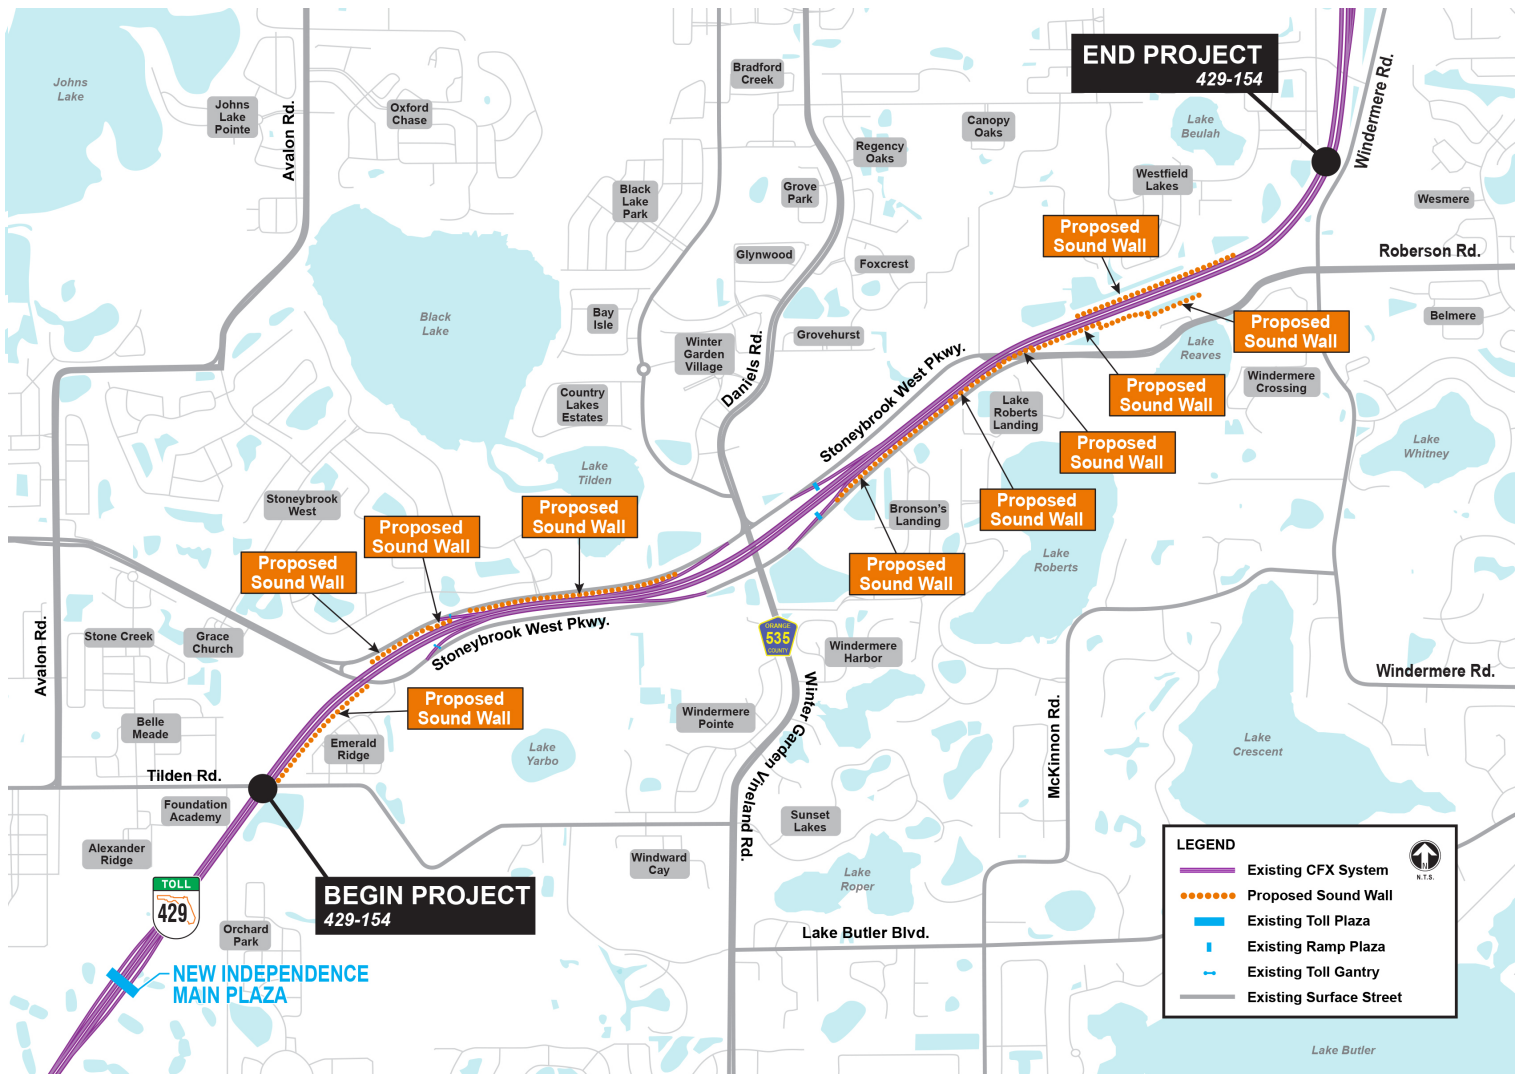 END PROJECT
429-154
Johns
Lake
Johns
Lake
Pointe
Avalon Rd.
Oxford
Chase
Bradford
Creek
Regency
Oaks
Canopy
Oaks
Lake
Beulah
Windermere Rd.
Westfield
Lakes
Wesmere
Black
Lake
Park
Grove
Park
Glynwood
Foxcrest
Proposed
Sound Wall
Roberson Rd.
Black
Lake
Bay
Isle
Winter
Garden
Village
Daniels Rd.
Grovehurst
Stoneybrook West Pkwy.
Proposed
Sound Wall
Belmere
Lake
Reaves
Windermere
Crossing
Country
Lakes
Estates
Lake
Roberts
Landing
Proposed
Sound Wall
Proposed
Sound Wall
Lake
Whitney
Lake
Tilden
Stoneybrook
West
Proposed
Sound Wall
Proposed
Sound Wall
Proposed
Sound Wall
Bronson's
Landing
Proposed
Sound Wall
Lake
Roberts
Proposed
Sound Wall
Avalon Rd.
Stone Creek
Grace
Church
Stoneybrook West Pkwy.
ORANGE
535
COUNTY
Windermere
Harbor
Windermere Rd.
Proposed
Sound Wall
Belle
Meade
Emerald
Ridge
Lake
Yarbo
Windermere
Pointe
Winter Garden Vineland Rd.
McKinnon Rd.
Lake
Crescent
Tilden Rd.
Foundation
Academy
Alexander
Ridge
Sunset
Lakes
Windward
Cay
Lake
Roper
TOLL
429
BEGIN PROJECT
429-154
Orchard
Park
Lake Butler Blvd.
NEW INDEPENDENCE
MAIN PLAZA
LEGEND
N
N.T.S.
Existing CFX System
Proposed Sound Wall
Existing Toll Plaza
Existing Ramp Plaza
Existing Toll Gantry
Existing Surface Street
Lake Butler